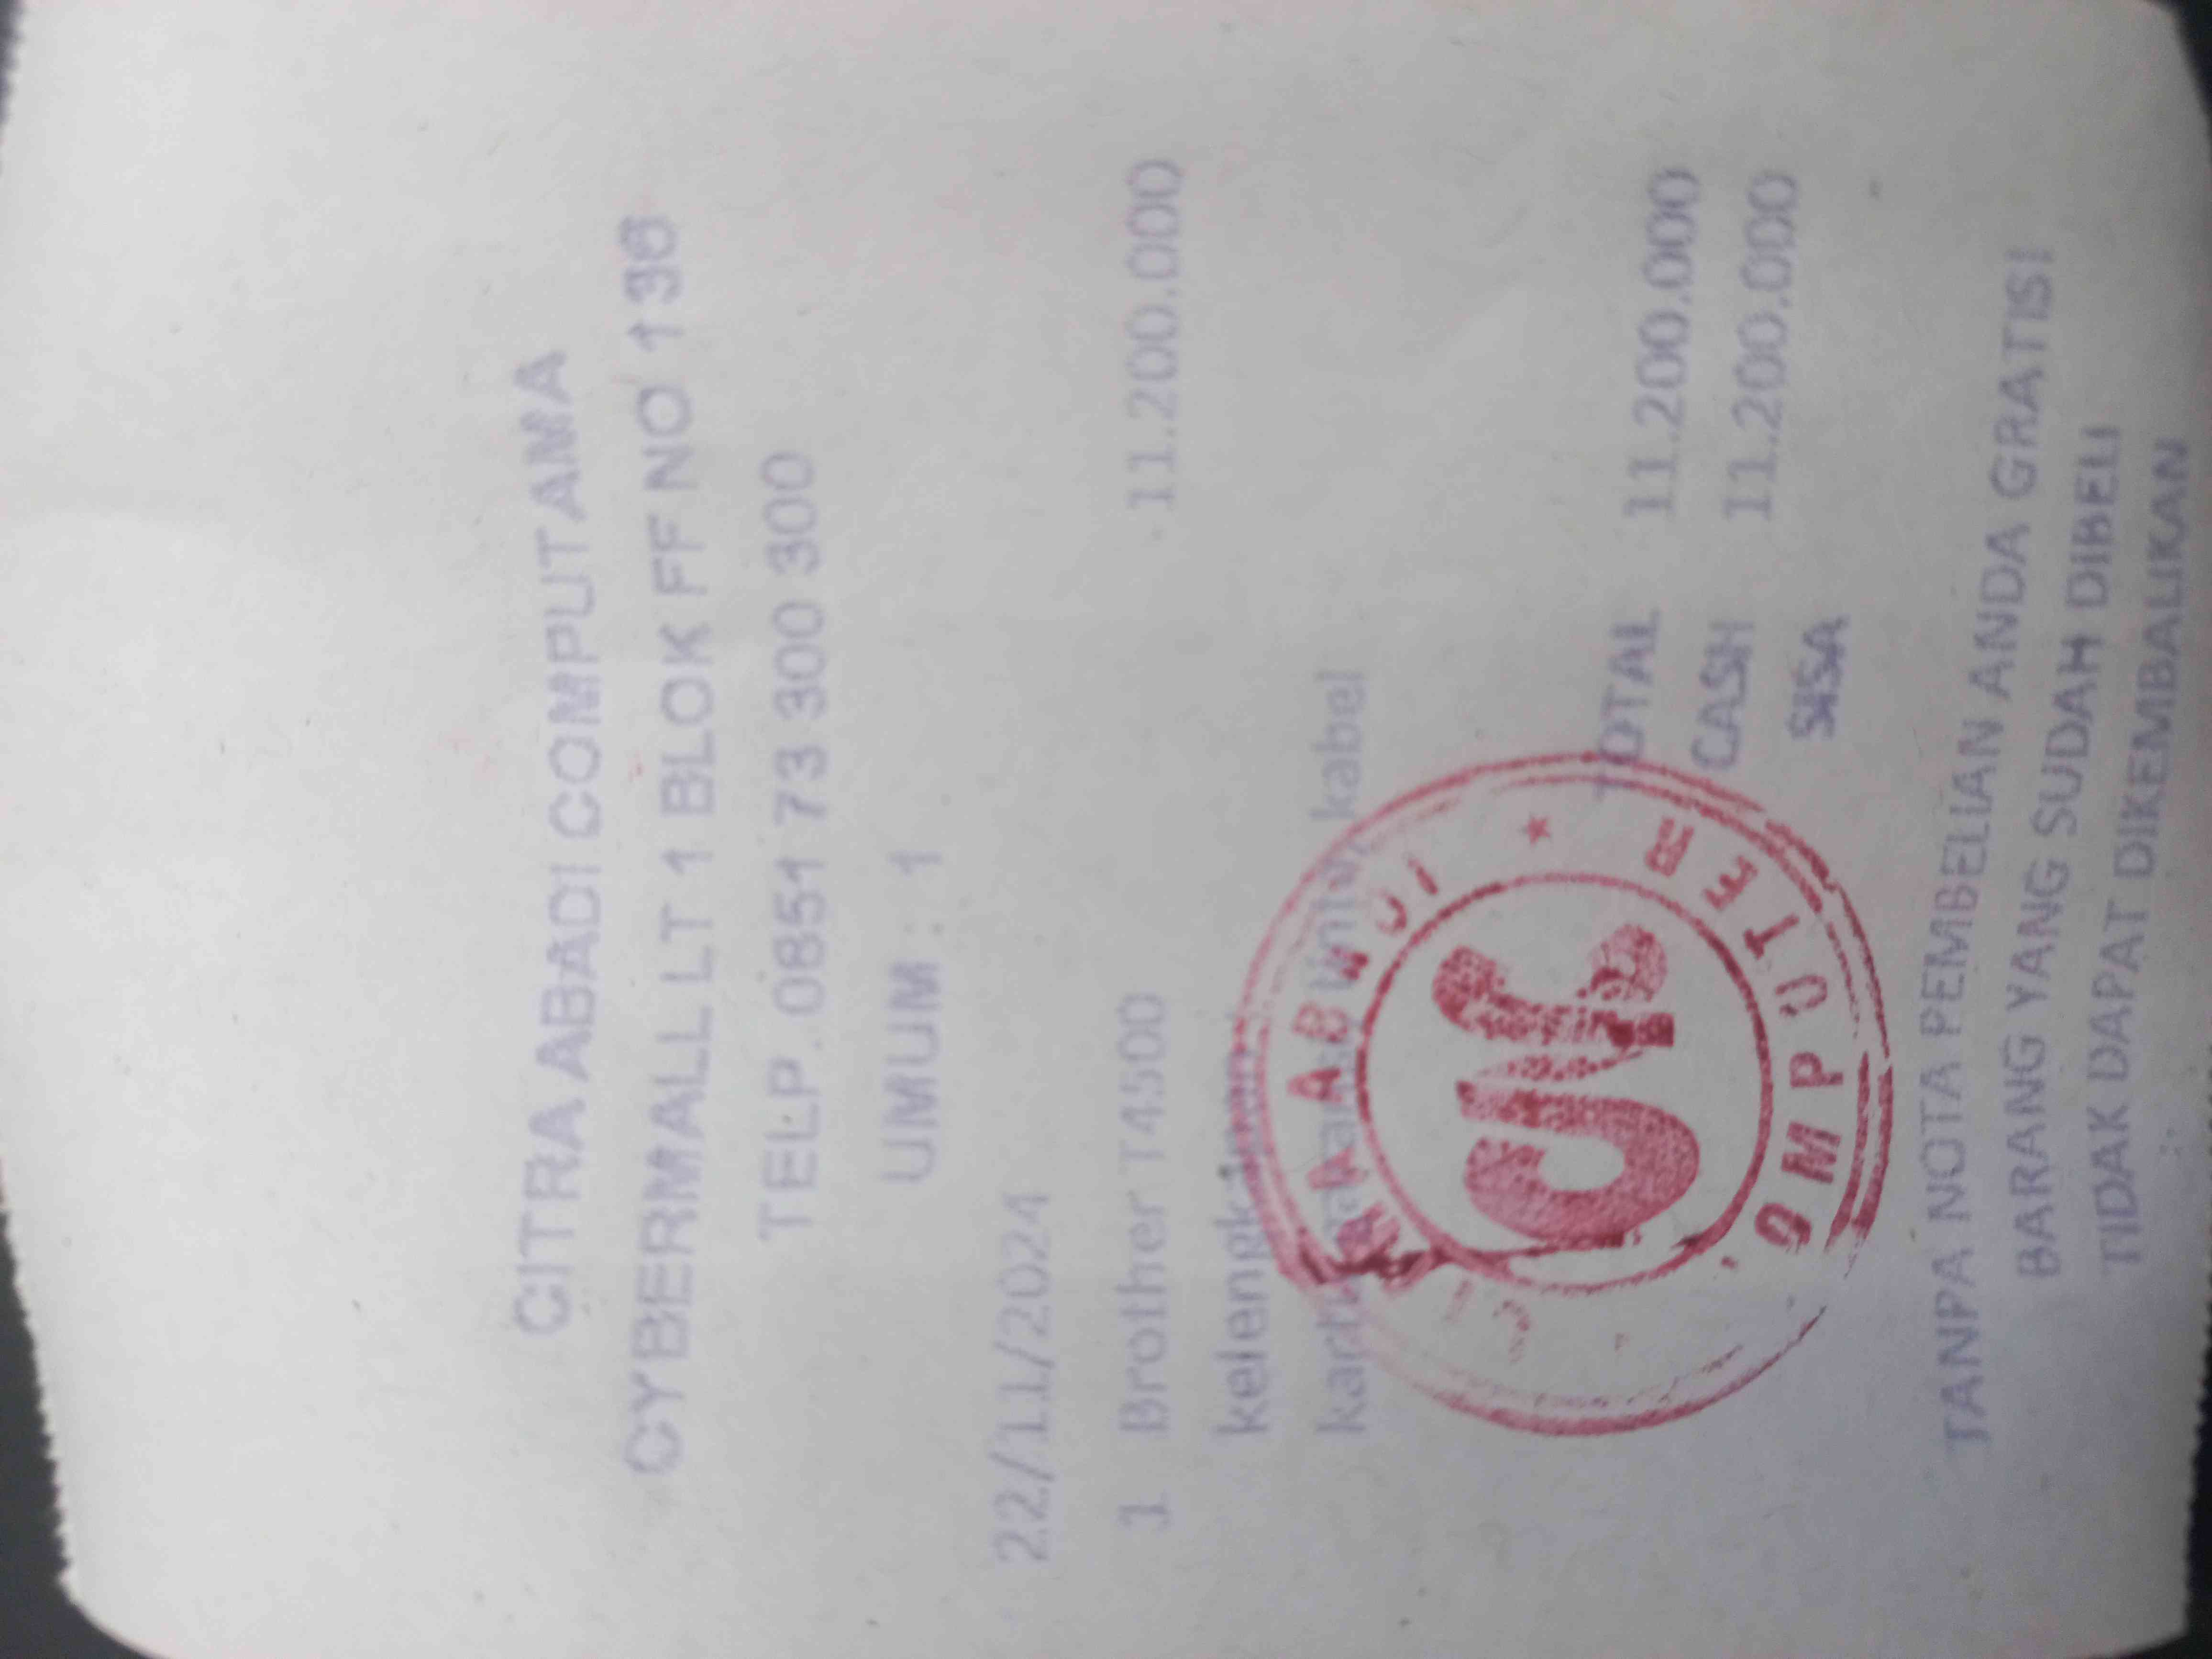 CITRA ABADI COMPUTAMA
CYBERMALL LT 1 BLOK FF NO 136
TELP. 0851 73 300 300
UMUM : 1
22/11/2024
1 Brother T4500 11.200.000
kelengkapan:
kabel
TOTAL 11.200.000
CASH 11.200.000
SISA
TANPA NOTA PEMBELIAN ANDA GRATIS!
BARANG YANG SUDAH DIBELI
TIDAK DAPAT DIKEMBALIKAN